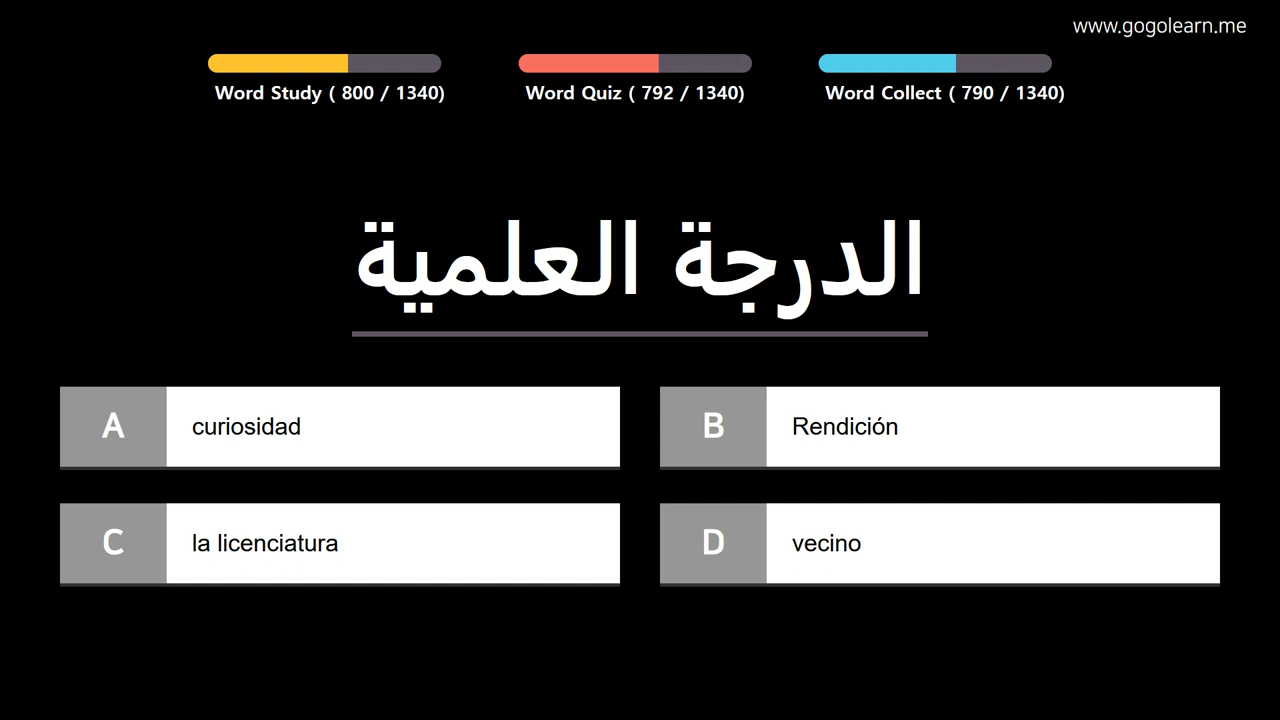 www.gogolearn.me
Word Study ( 800 / 1340)
Word Quiz ( 792 / 1340)
Word Collect ( 790 / 1340)
الدرجة العلمية
A
curiosidad
B
Rendición
C
la licenciatura
D
vecino